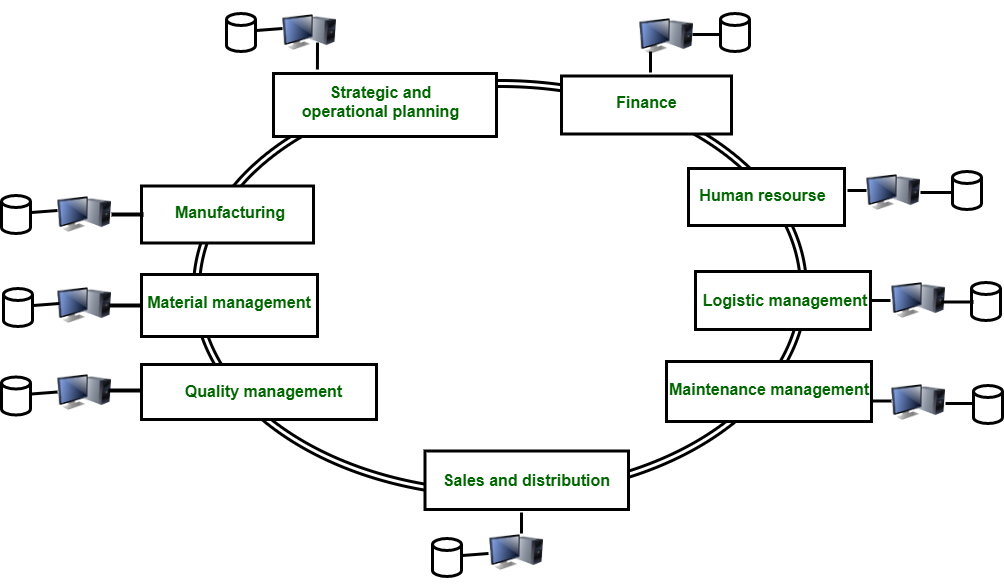 Strategic and
operational planning
Finance
Human resourse
Manufacturing
Material management
Logistic management
Quality management
Maintenance management
Sales and distribution